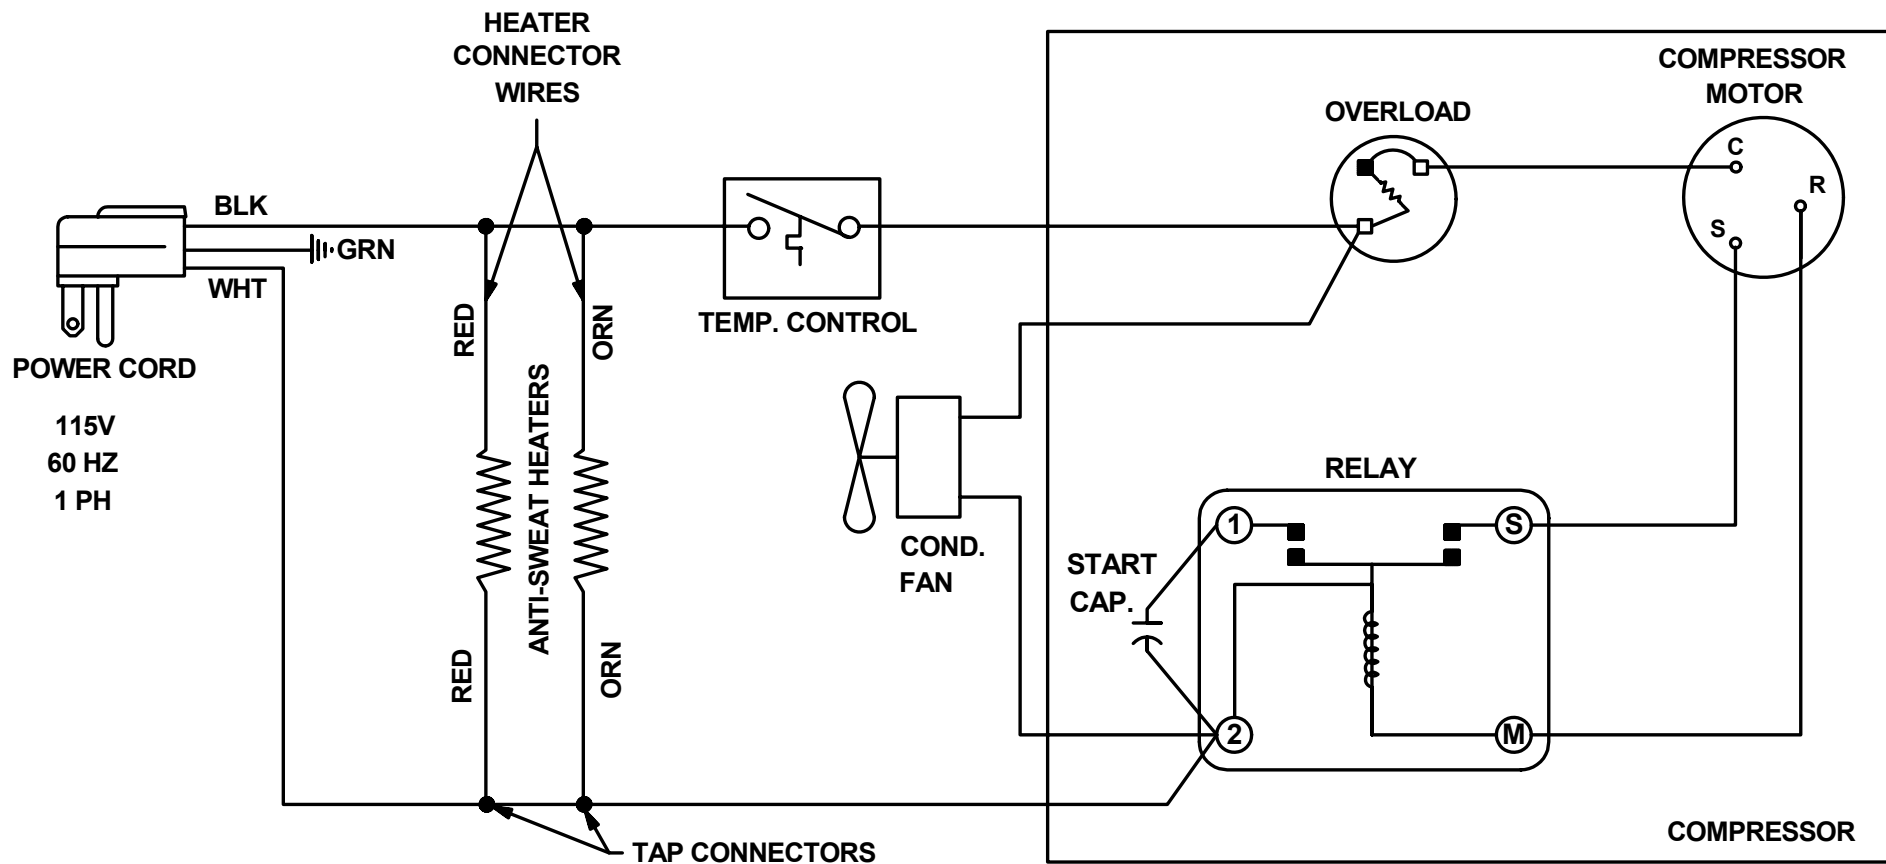 HEATER
CONNECTOR
WIRES
COMPRESSOR
MOTOR
OVERLOAD
C
R
S
BLK
GRN
WHT
POWER CORD
115V
60 HZ
1 PH
RED
ORN
ANTI-SWEAT HEATERS
RED
ORN
TEMP. CONTROL
COND.
FAN
RELAY
START
CAP.
1
S
2
M
TAP CONNECTORS
COMPRESSOR